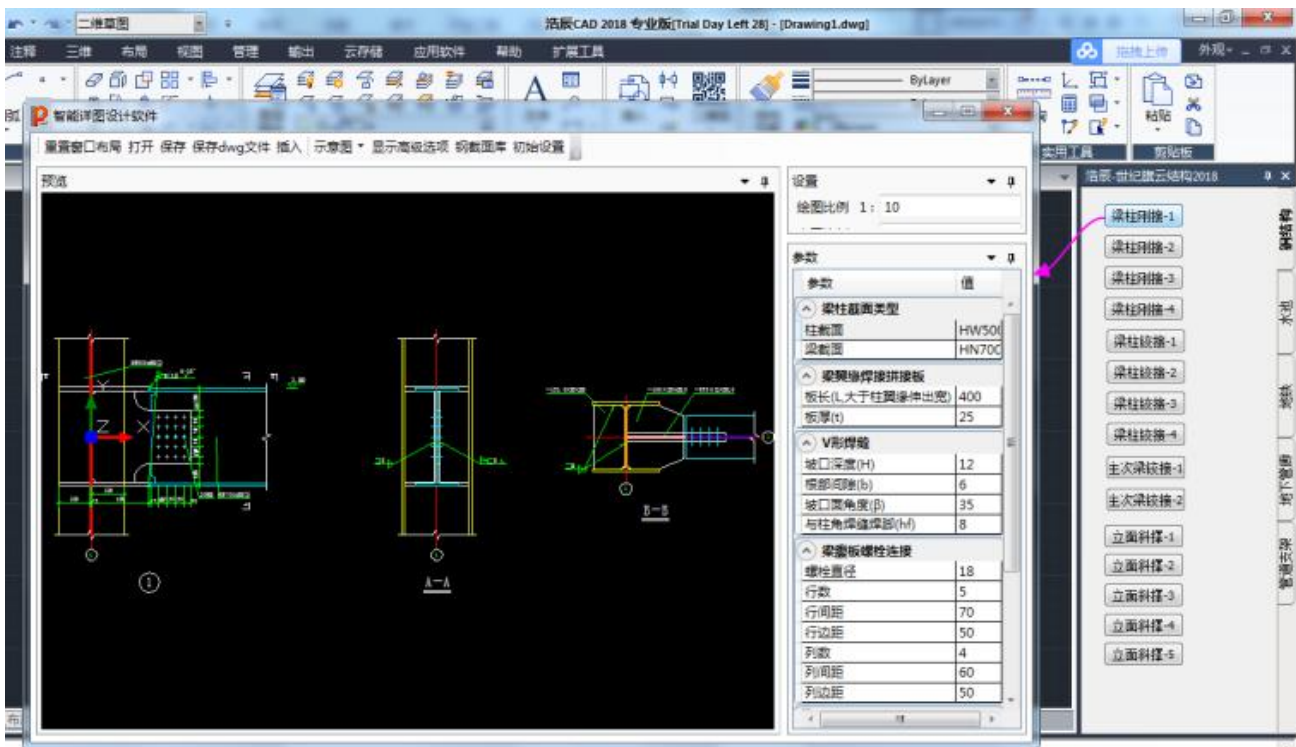 二维草图
浩辰CAD 2018 专业版[Trial Day Left 28] - [Drawing1.dwg]
注释 三维 布局 视图 管理 输出 云存储 应用软件 帮助 扩展工具
拖拽上传 外观
ByLayer
粘贴
实用工具 剪贴板
智能详图设计软件
重置窗口布局 打开 保存 保存dwg文件 插入 示意图 显示高级选项 钢截面库 初始设置
预览
A-A
B-B
1
Y
Z
X
设置
绘图比例 1: 10
参数
参数 值
梁柱截面类型
柱截面 HW500
梁截面 HN700
梁翼缘焊接拼接板
板长(L,大于柱翼缘伸出宽) 400
板厚(t) 25
V形焊缝
坡口深度(H) 12
根部间隙(b) 6
坡口面角度(β) 35
与柱角焊缝焊脚(hf) 8
梁腹板螺栓连接
螺栓直径 18
行数 5
行间距 70
行边距 50
列数 4
列间距 60
列边距 50
浩辰-世纪旗云结构2018
梁柱刚接-1
梁柱刚接-2
梁柱刚接-3
梁柱刚接-4
梁柱铰接-1
梁柱铰接-2
梁柱铰接-3
梁柱铰接-4
主次梁铰接-1
主次梁铰接-2
立面斜撑-1
立面斜撑-2
立面斜撑-3
立面斜撑-4
立面斜撑-5
钢结构
水池
地铁
地下管廊
管道支架